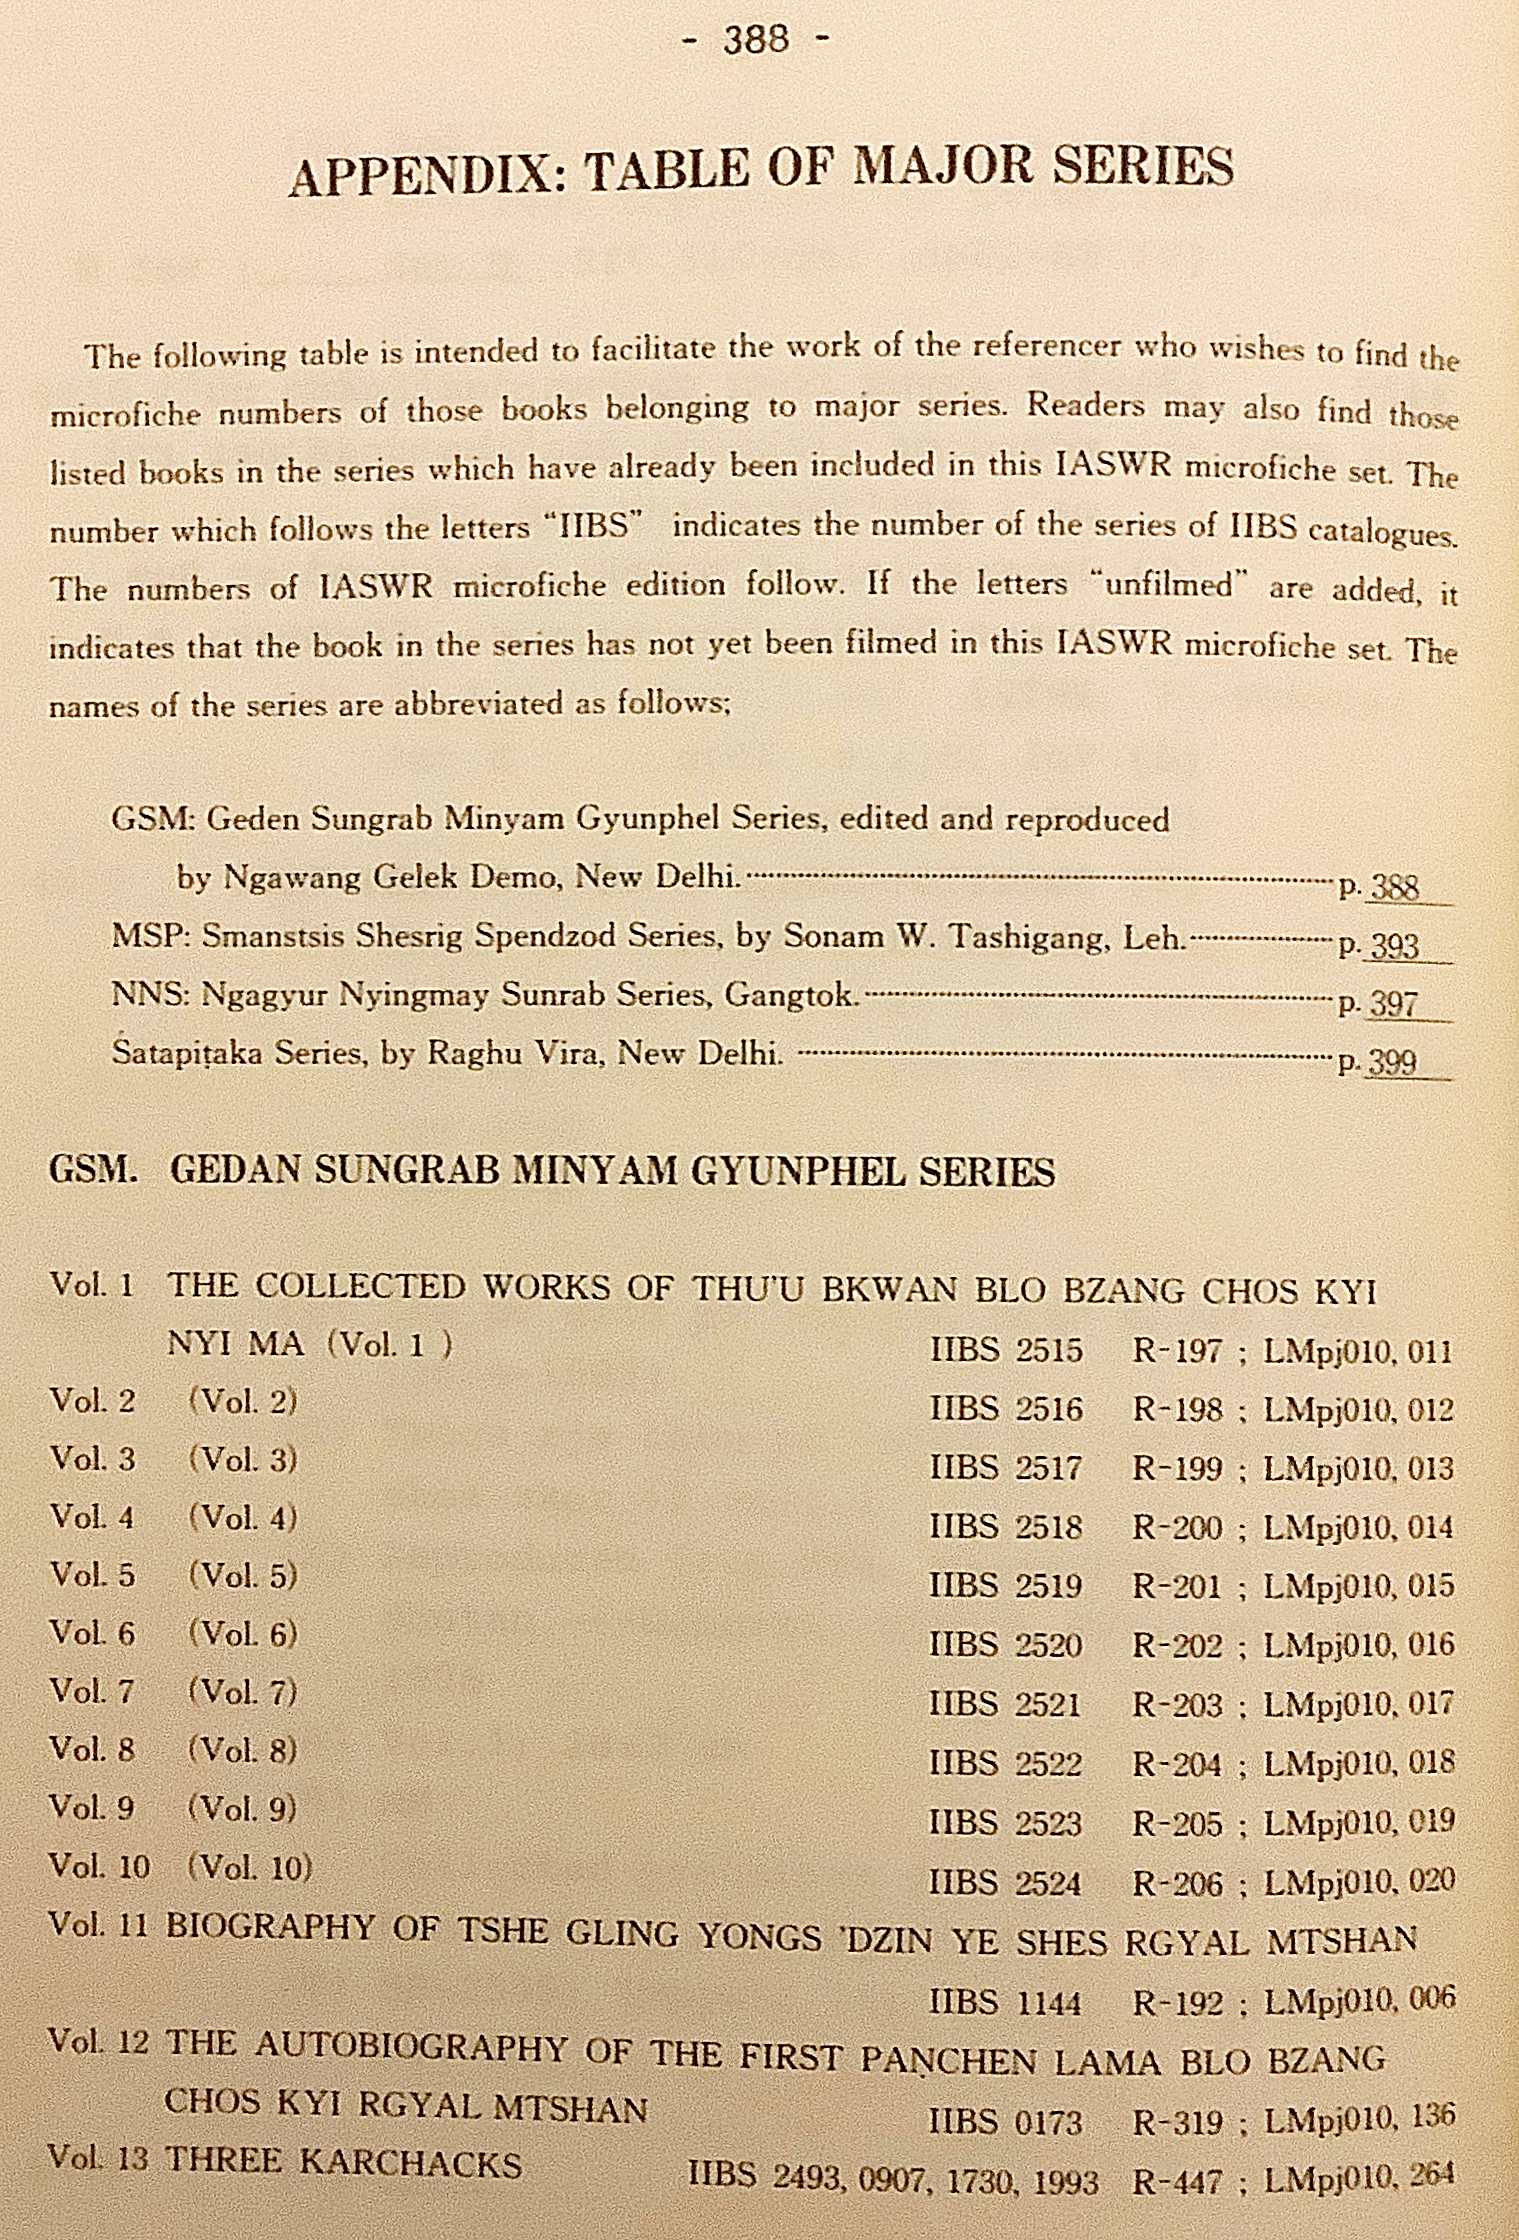 - 388 -
APPENDIX: TABLE OF MAJOR SERIES
The following table is intended to facilitate the work of the referencer who wishes to find the
microfiche numbers of those books belonging to major series. Readers may also find those
listed books in the series which have already been included in this IASWR microfiche set. The
number which follows the letters “IIBS” indicates the number of the series of IIBS catalogues.
The numbers of IASWR microfiche edition follow. If the letters “unfilmed” are added, it
indicates that the book in the series has not yet been filmed in this IASWR microfiche set. The
names of the series are abbreviated as follows;
GSM: Geden Sungrab Minyam Gyunphel Series, edited and reproduced
by Ngawang Gelek Demo, New Delhi. p. 388
MSP: Smanstsis Shesrig Spendzod Series, by Sonam W. Tashigang, Leh. p. 393
NNS: Ngagyur Nyingmay Sunrab Series, Gangtok. p. 397
Śatapiṭaka Series, by Raghu Vira, New Delhi. p. 399
GSM. GEDAN SUNGRAB MINYAM GYUNPHEL SERIES
Vol. 1 THE COLLECTED WORKS OF THU'U BKWAN BLO BZANG CHOS KYI
NYI MA (Vol. 1 ) IIBS 2515 R-197 ; LMpj010, 011
Vol. 2 (Vol. 2) IIBS 2516 R-198 ; LMpj010, 012
Vol. 3 (Vol. 3) IIBS 2517 R-199 ; LMpj010, 013
Vol. 4 (Vol. 4) IIBS 2518 R-200 ; LMpj010, 014
Vol. 5 (Vol. 5) IIBS 2519 R-201 ; LMpj010, 015
Vol. 6 (Vol. 6) IIBS 2520 R-202 ; LMpj010, 016
Vol. 7 (Vol. 7) IIBS 2521 R-203 ; LMpj010, 017
Vol. 8 (Vol. 8) IIBS 2522 R-204 ; LMpj010, 018
Vol. 9 (Vol. 9) IIBS 2523 R-205 ; LMpj010, 019
Vol. 10 (Vol. 10) IIBS 2524 R-206 ; LMpj010, 020
Vol. 11 BIOGRAPHY OF TSHE GLING YONGS 'DZIN YE SHES RGYAL MTSHAN
IIBS 1144 R-192 ; LMpj010, 006
Vol. 12 THE AUTOBIOGRAPHY OF THE FIRST PAṆCHEN LAMA BLO BZANG
CHOS KYI RGYAL MTSHAN IIBS 0173 R-319 ; LMpj010, 136
Vol. 13 THREE KARCHACKS IIBS 2493, 0907, 1730, 1993 R-447 ; LMpj010, 264